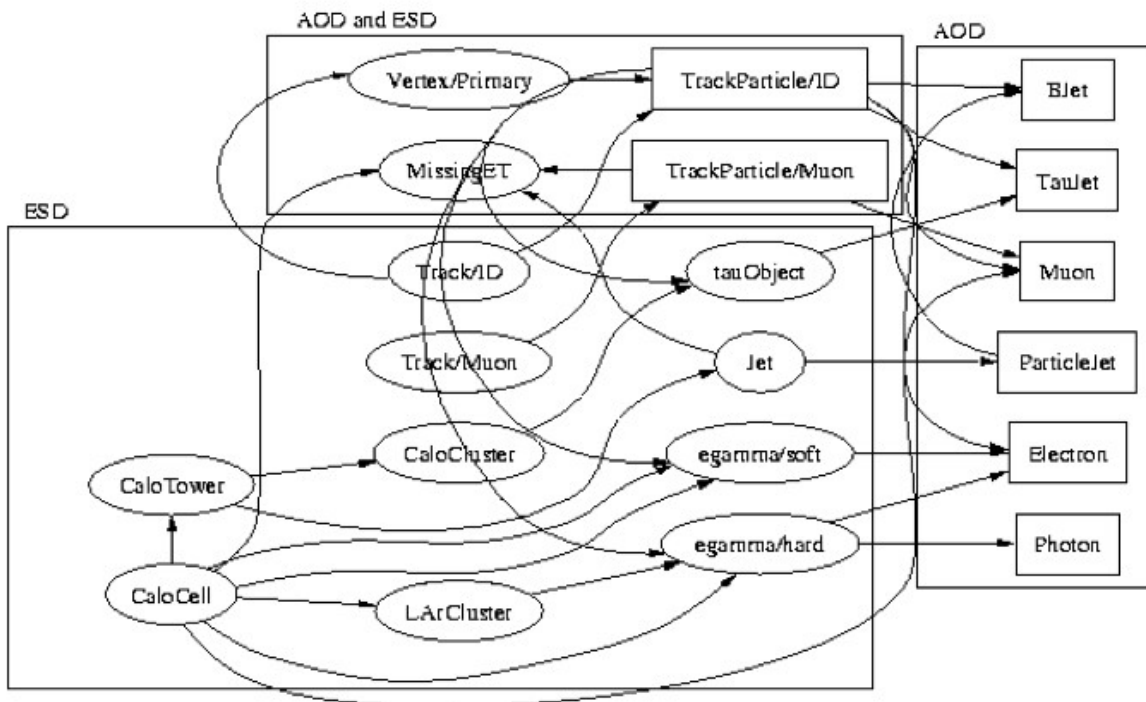 AOD and ESD
AOD
Vertex/Primary
TrackParticle/ID
BJet
MissingET
TrackParticle/Muon
TauJet
ESD
Track/ID
tauObject
Muon
Track/Muon
Jet
ParticleJet
CaloCluster
egamma/soft
Electron
CaloTower
egamma/hard
Photon
CaloCell
LArCluster